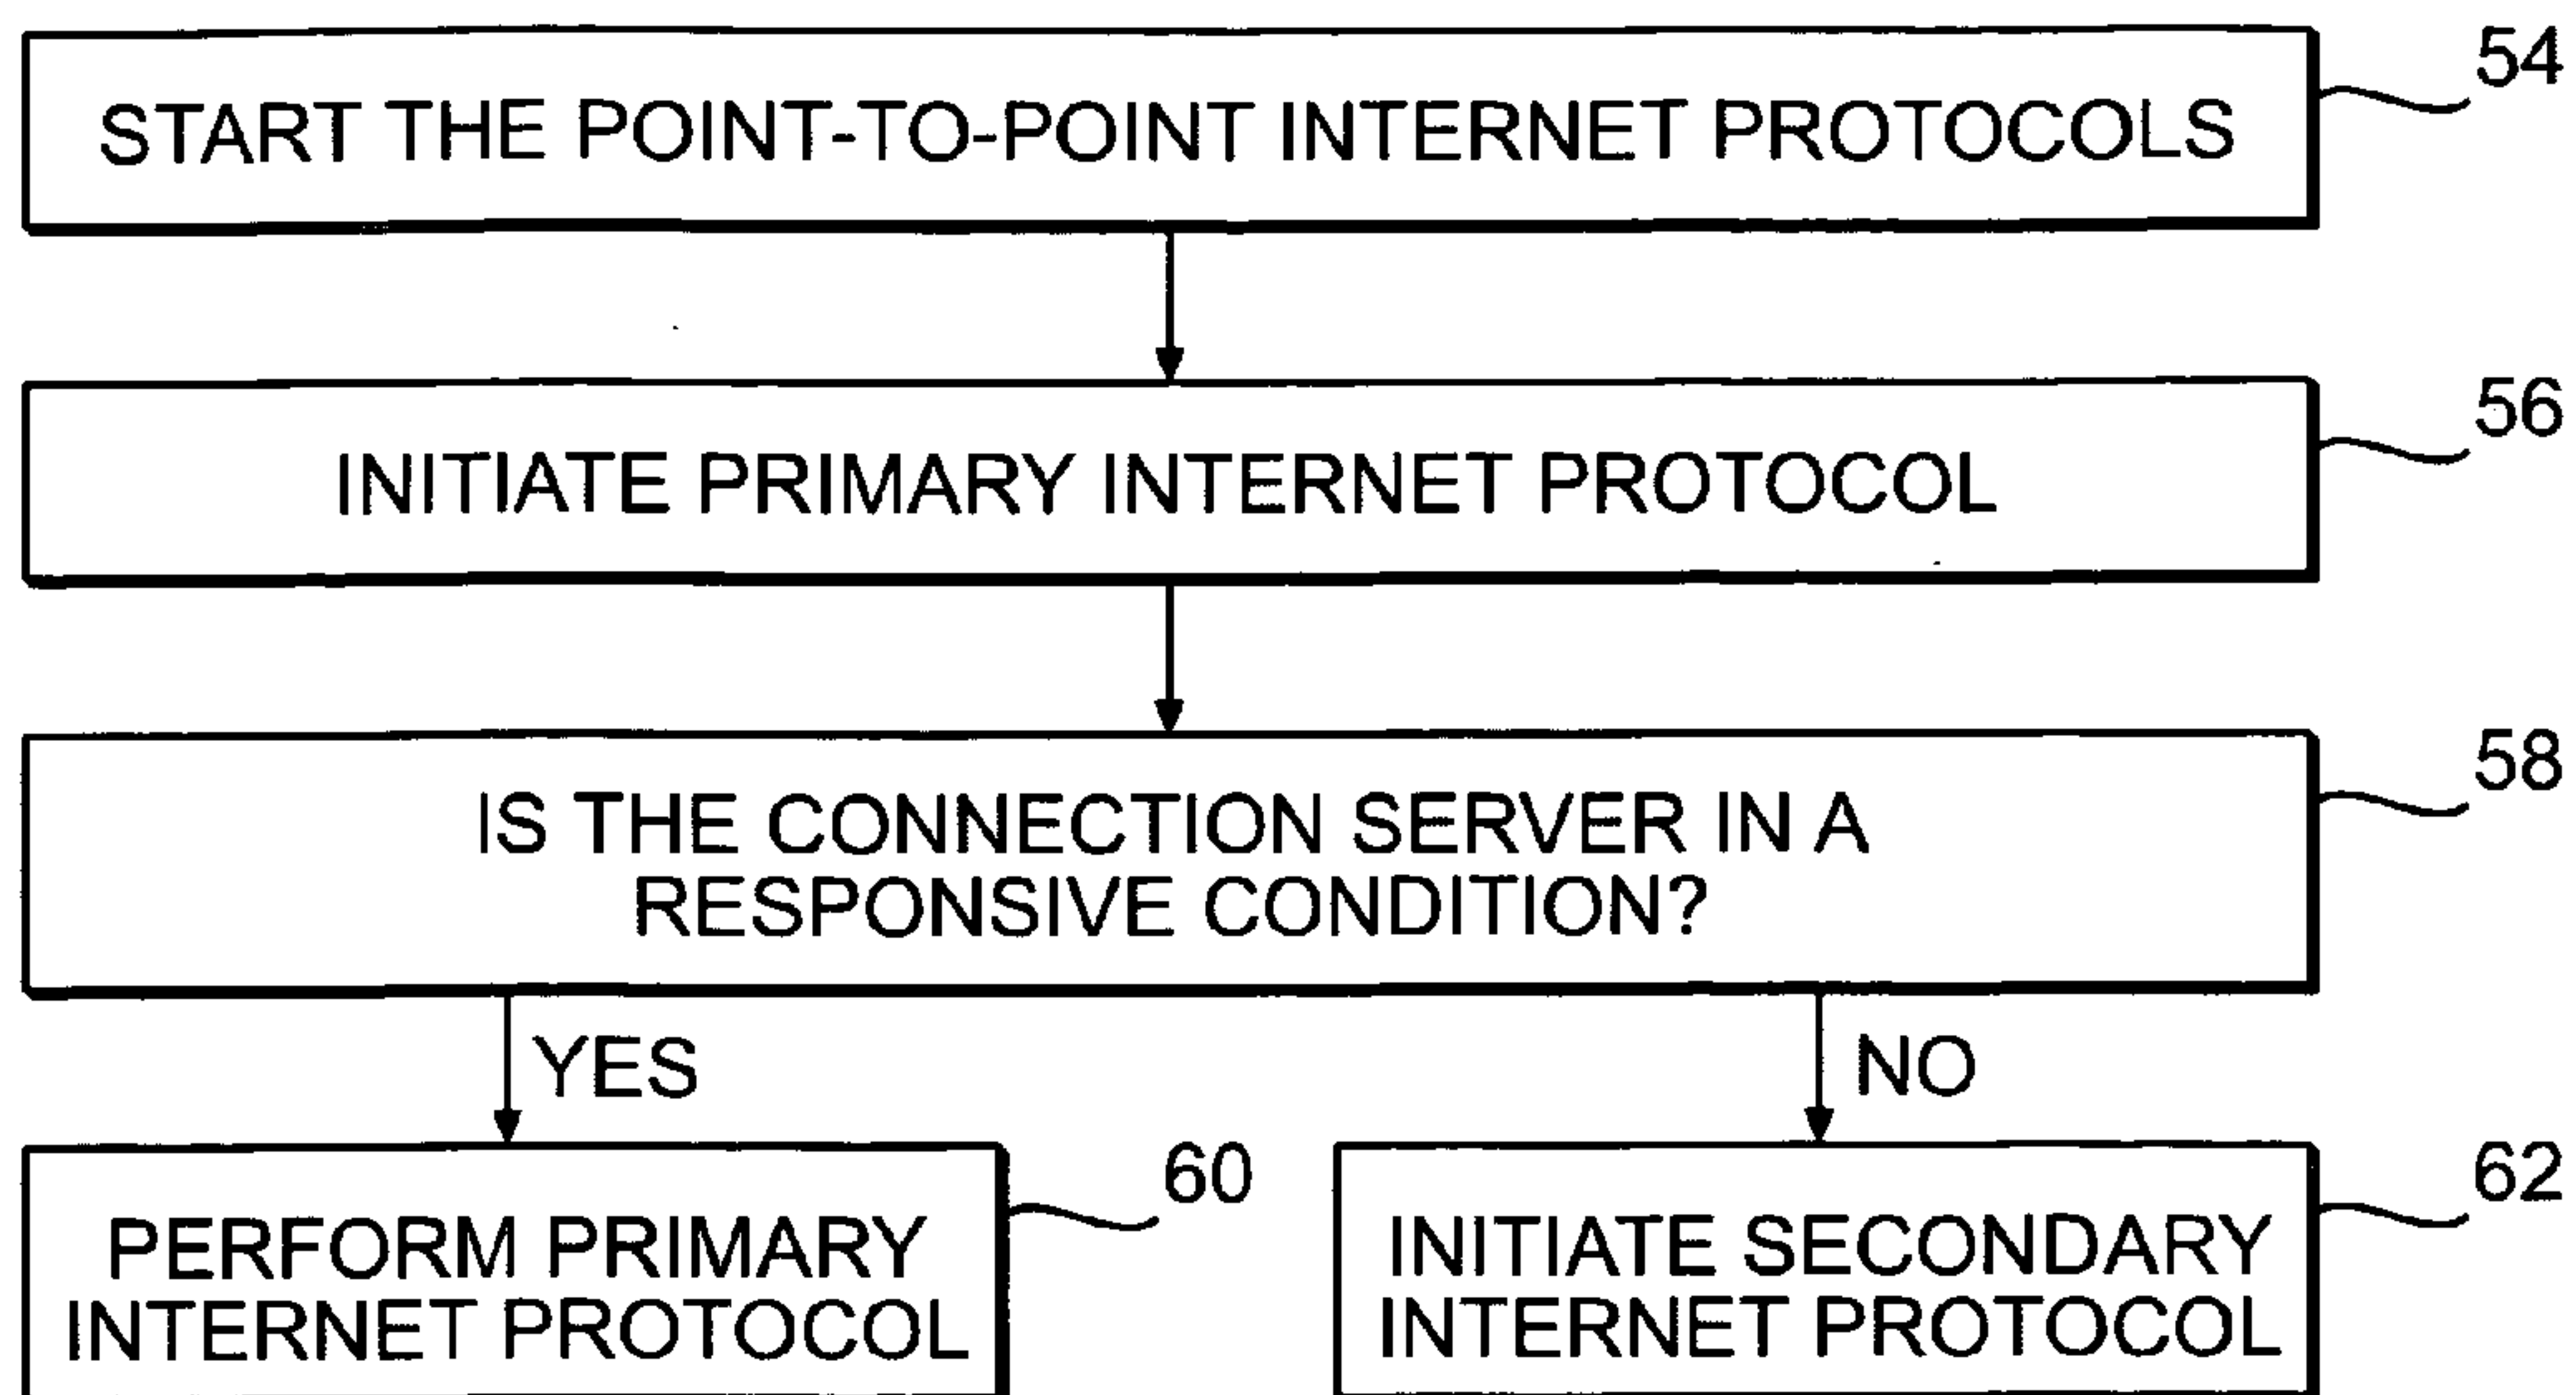 START THE POINT-TO-POINT INTERNET PROTOCOLS
54
INITIATE PRIMARY INTERNET PROTOCOL
56
IS THE CONNECTION SERVER IN A
RESPONSIVE CONDITION?
58
YES
NO
PERFORM PRIMARY
INTERNET PROTOCOL
60
INITIATE SECONDARY
INTERNET PROTOCOL
62